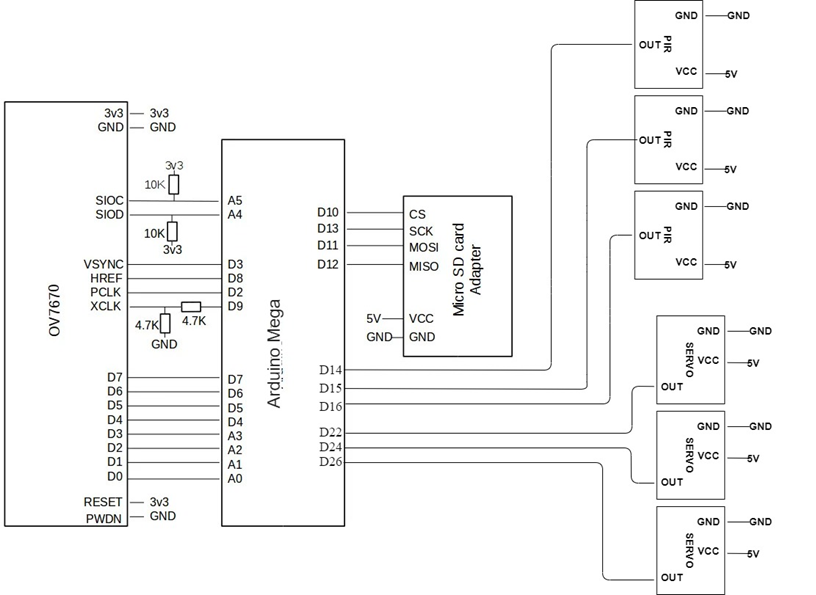 3v3 3v3
GND GND
3v3
10K
SIOC
SIOD
10K
3v3
VSYNC
HREF
PCLK
XCLK
4.7K
4.7K
GND
OV7670
D7
D6
D5
D4
D3
D2
D1
D0
RESET 3v3
PWDN GND
A5
A4
D3
D8
D2
D9
Arduino Mega
D7
D6
D5
D4
A3
A2
A1
A0
D10
D13
D11
D12
D14
D15
D16
D22
D24
D26
CS
SCK
MOSI
MISO
5V VCC
GND GND
Micro SD card
Adapter
GND GND
OUT PIR
VCC 5V
GND GND
OUT PIR
VCC 5V
GND GND
OUT PIR
VCC 5V
GND GND
SERVO
VCC 5V
OUT
GND GND
SERVO
VCC 5V
OUT
GND GND
SERVO
VCC 5V
OUT